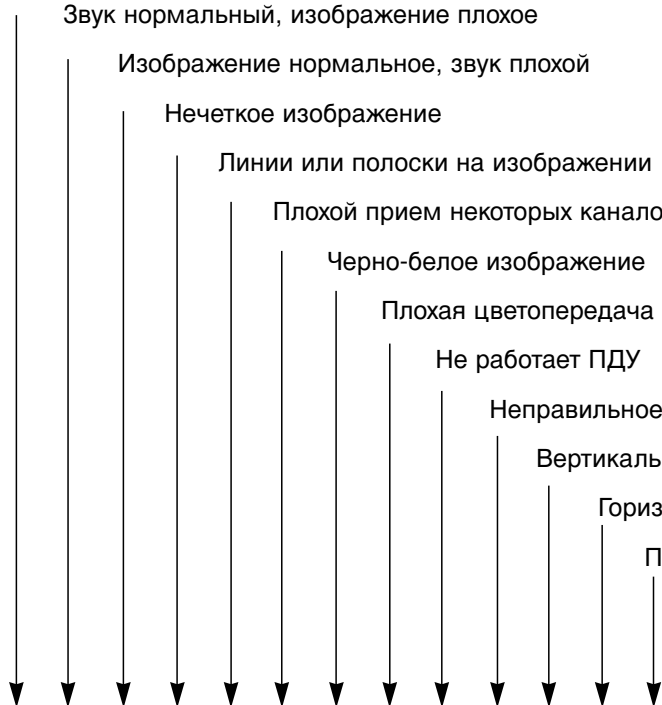 Звук нормальный, изображение плохое
Изображение нормальное, звук плохой
Нечеткое изображение
Линии или полоски на изображении
Плохой прием некоторых канало
Черно-белое изображение
Плохая цветопередача
Не работает ПДУ
Неправильное
Вертикаль
Гориз
П